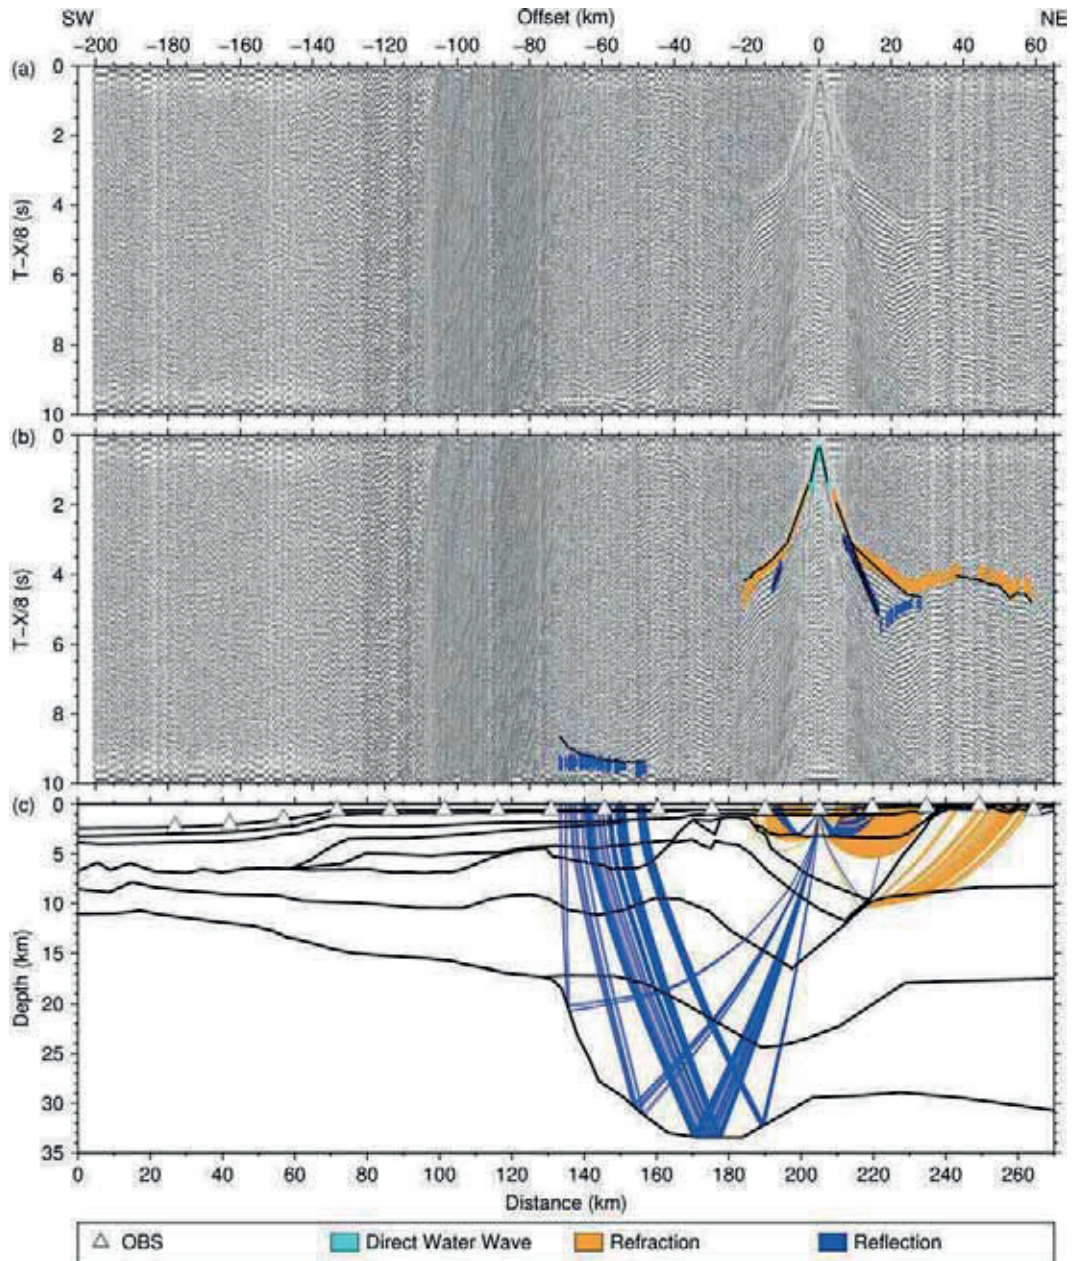 SW Offset (km) NE
−200 −180 −160 −140 −120 −100 −80 −60 −40 −20 0 20 40 60
(a)
0
2
4
6
8
10
T−X/8 (s)
(b)
0
2
4
6
8
10
T−X/8 (s)
(c)
0
5
10
15
20
25
30
35
Depth (km)
0 20 40 60 80 100 120 140 160 180 200 220 240 260
Distance (km)
OBS Direct Water Wave Refraction Reflection